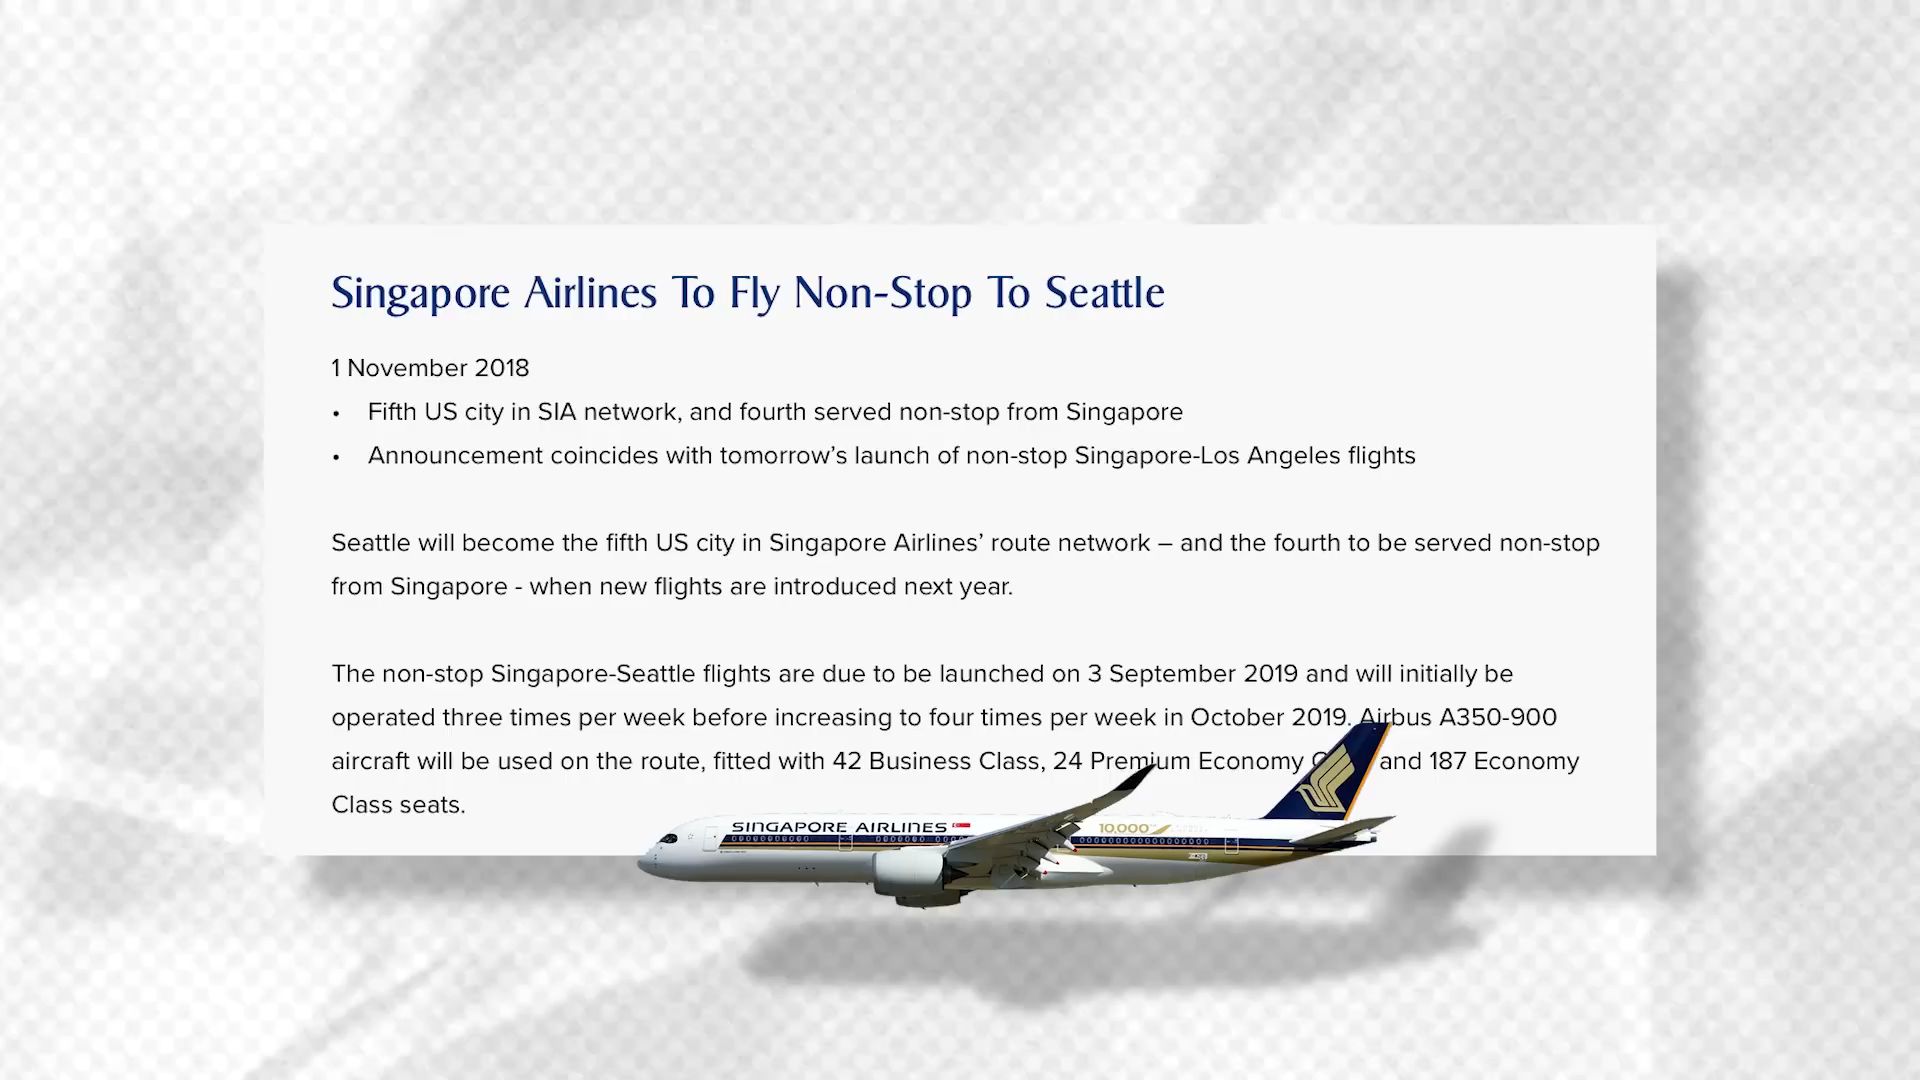 Singapore Airlines To Fly Non-Stop To Seattle
1 November 2018
• Fifth US city in SIA network, and fourth served non-stop from Singapore
• Announcement coincides with tomorrow’s launch of non-stop Singapore-Los Angeles flights
Seattle will become the fifth US city in Singapore Airlines’ route network – and the fourth to be served non-stop
from Singapore - when new flights are introduced next year.
The non-stop Singapore-Seattle flights are due to be launched on 3 September 2019 and will initially be
operated three times per week before increasing to four times per week in October 2019. Airbus A350-900
aircraft will be used on the route, fitted with 42 Business Class, 24 Premium Economy and 187 Economy
Class seats.
SINGAPORE AIRLINES
10,000